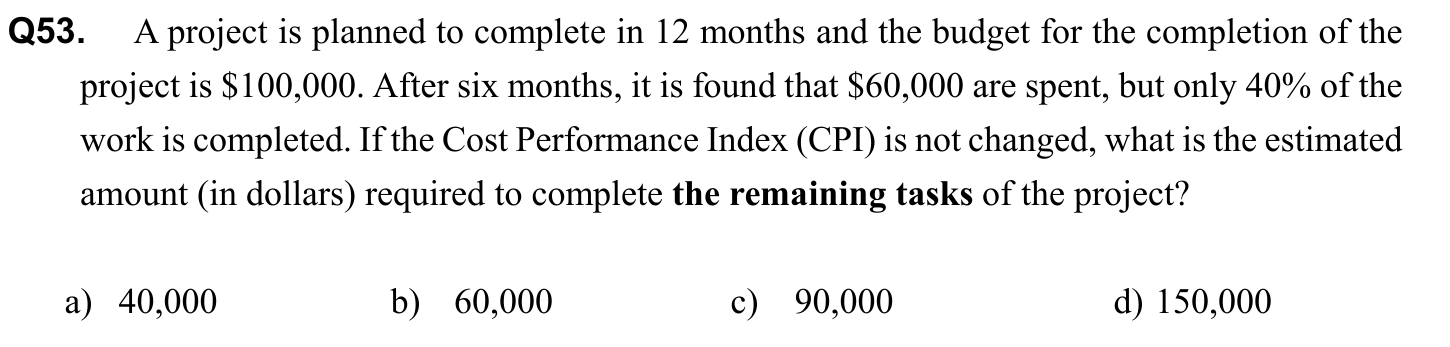 Q53. A project is planned to complete in 12 months and the budget for the completion of the
project is $100,000. After six months, it is found that $60,000 are spent, but only 40% of the
work is completed. If the Cost Performance Index (CPI) is not changed, what is the estimated
amount (in dollars) required to complete the remaining tasks of the project?
a) 40,000 b) 60,000 c) 90,000 d) 150,000